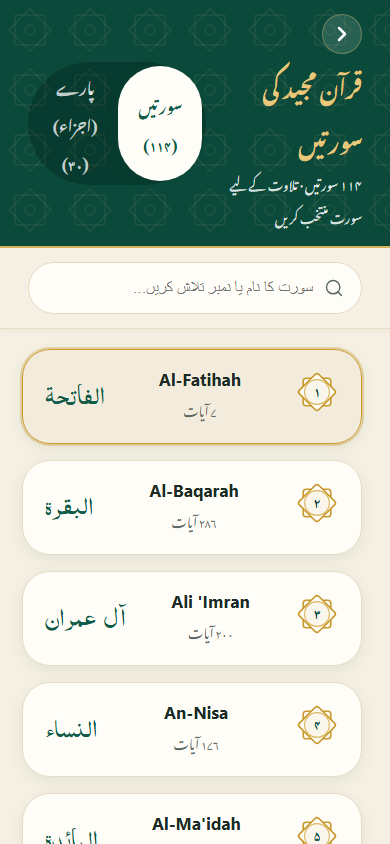 قرآن مجید کی
سورتیں
۱۱۴ سورتیں · تلاوت کے لیے
سورت منتخب کریں
سورتیں
(۱۱۴)
پارے
(اجزاء)
(۳۰)
سورت کا نام یا نمبر تلاش کریں...
۱
Al-Fatihah
۷ آیات
الفاتحة
۲
Al-Baqarah
۲۸۶ آیات
البقرة
۳
Ali 'Imran
۲۰۰ آیات
آل عمران
۴
An-Nisa
۱۷۶ آیات
النساء
۵
Al-Ma'idah
المائدة